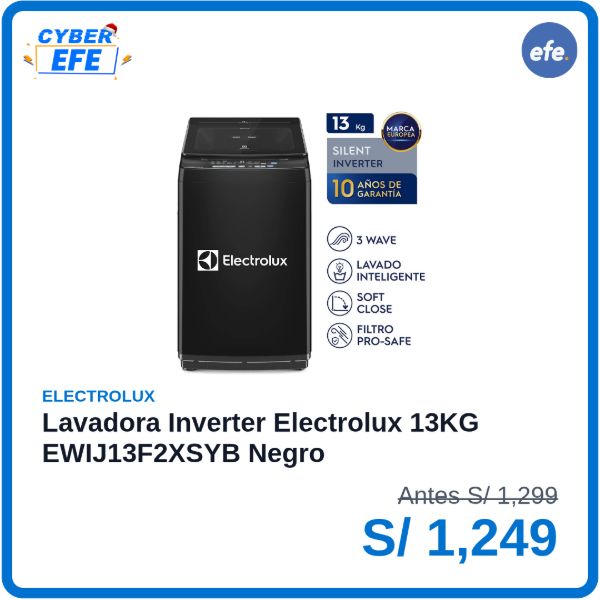 CYBER
EFE
efe.
13 Kg
MARCA
EUROPEA
SILENT
INVERTER
10 AÑOS DE
GARANTÍA
Electrolux
3 WAVE
LAVADO
INTELIGENTE
SOFT
CLOSE
FILTRO
PRO-SAFE
ELECTROLUX
Lavadora Inverter Electrolux 13KG
EWIJ13F2XSYB Negro
Antes S/ 1,299
S/ 1,249